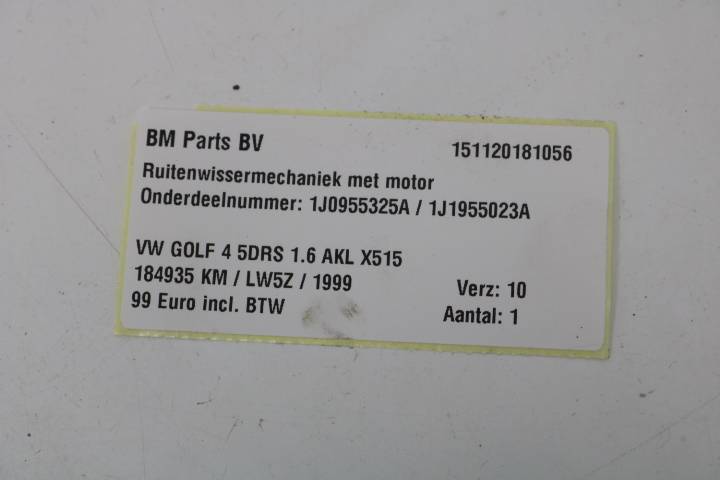 BM Parts BV 151120181056
Ruitenwissermechaniek met motor
Onderdeelnummer: 1J0955325A / 1J1955023A
VW GOLF 4 5DRS 1.6 AKL X515
184935 KM / LW5Z / 1999 Verz: 10
99 Euro incl. BTW Aantal: 1